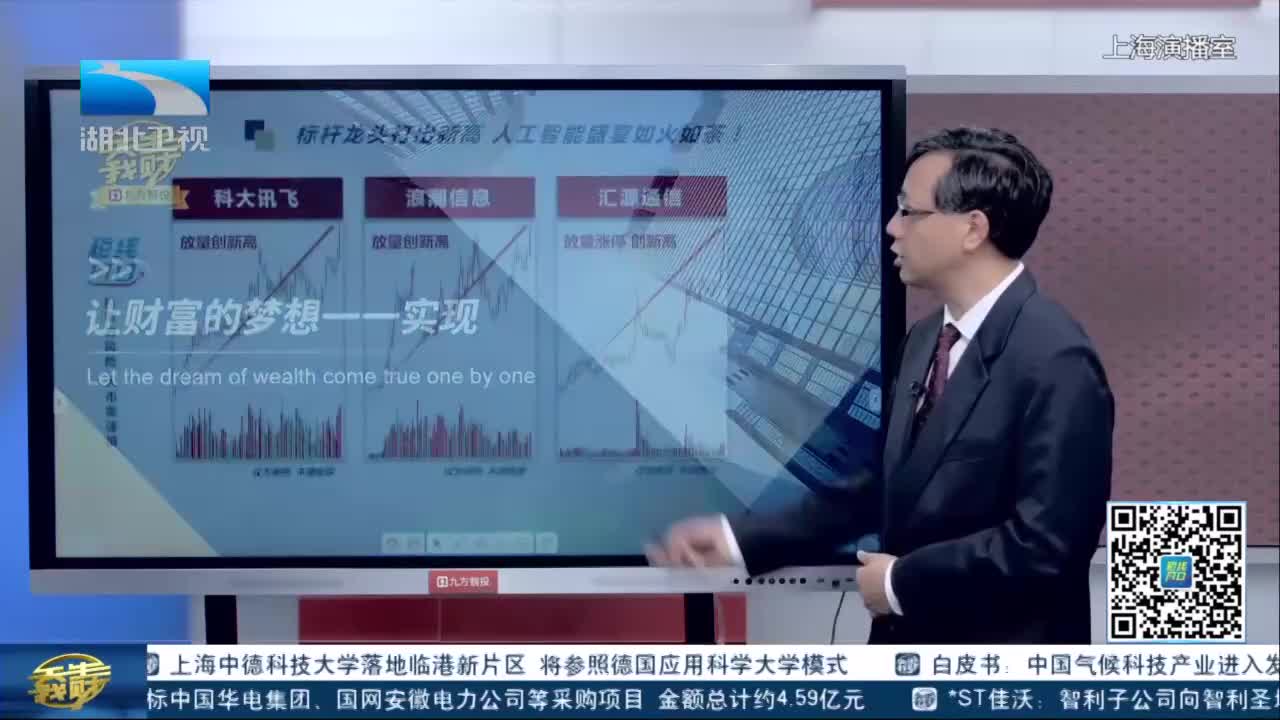 上海演播室
湖北卫视
标杆龙头打出新高 人工智能盛宴如火如荼！
天生我财
九方智投
科大讯飞
浪潮信息
汇源通信
放量创新高
放量创新高
放量涨停 创新高
让财富的梦想——实现
Let the dream of wealth come true one by one
九方智投
天生我财
上海中德科技大学落地临港新片区 将参照德国应用科学大学模式
白皮书：中国气候科技产业进入发
标中国华电集团、国网安徽电力公司等采购项目 金额总计约4.59亿元
*ST佳沃：智利子公司向智利圣